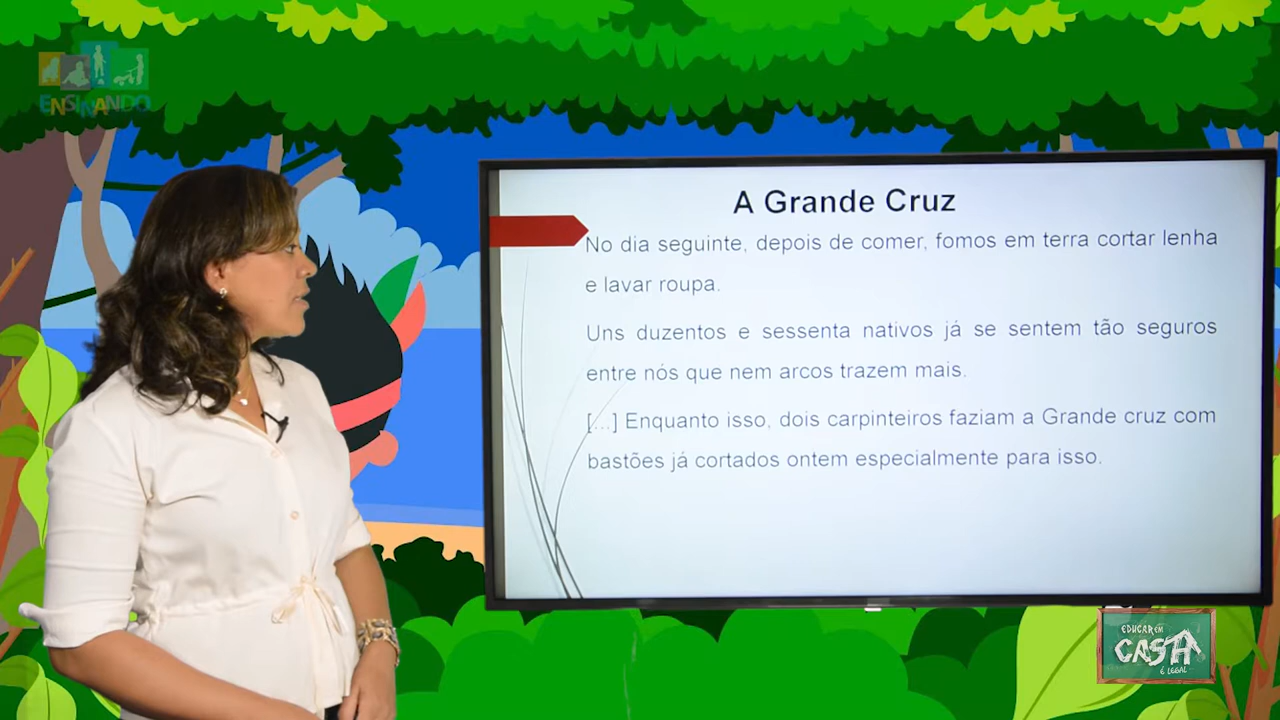 ENSINANDO
A Grande Cruz
No dia seguinte, depois de comer, fomos em terra cortar lenha
e lavar roupa.
Uns duzentos e sessenta nativos já se sentem tão seguros
entre nós que nem arcos trazem mais.
[...] Enquanto isso, dois carpinteiros faziam a Grande cruz com
bastões já cortados ontem especialmente para isso.
EDUCAR EM
CASA
É LEGAL